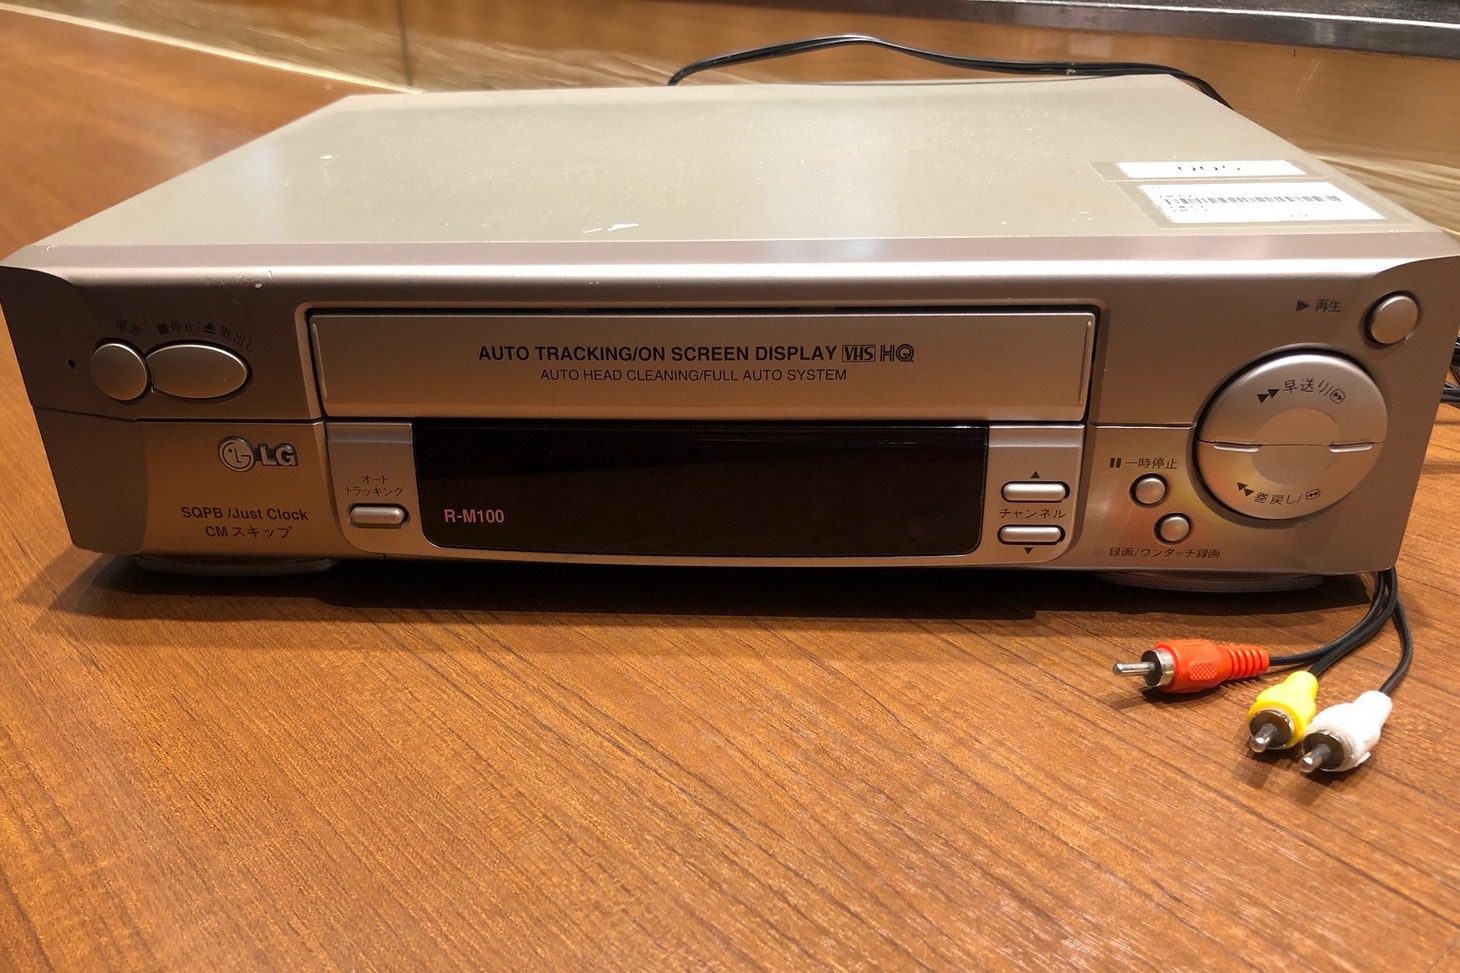 005
▶ 再生
電源 ■停止/⏏取出し
AUTO TRACKING/ON SCREEN DISPLAY VHS HQ
AUTO HEAD CLEANING/FULL AUTO SYSTEM
▶▶ 早送り/
LG
SQPB /Just Clock
CM スキップ
オート
トラッキング
R-M100
▲
チャンネル
▼
❚❚ 一時停止
◀◀ 巻戻し/
録画/ワンタッチ録画